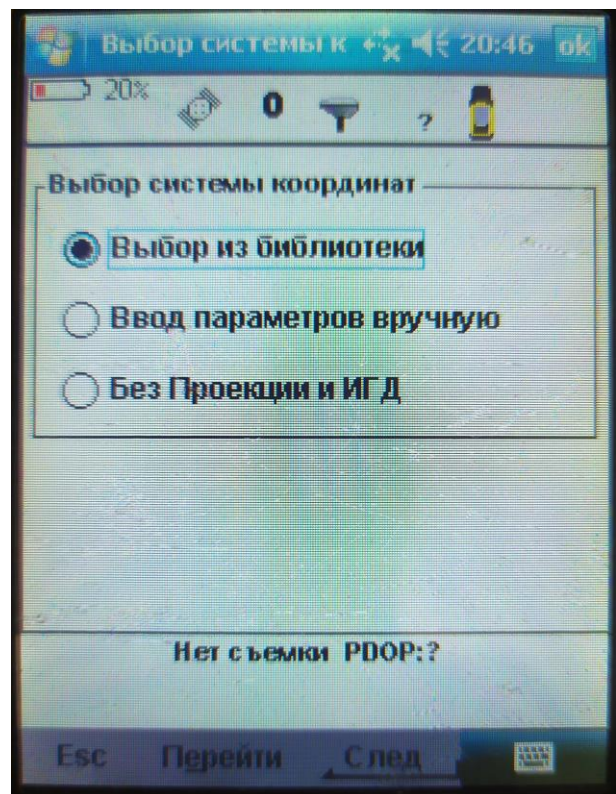 Выбор системы к 20:46 ok
20% 0 ?
Выбор системы координат
Выбор из библиотеки
Ввод параметров вручную
Без Проекции и ИГД
Нет съемки PDOP:?
Esc Перейти След